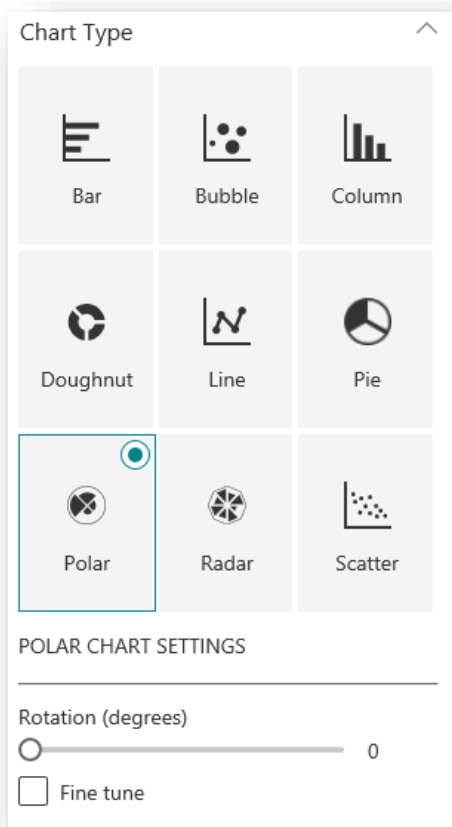 Chart Type
Bar
Bubble
Column
Doughnut
Line
Pie
Polar
Radar
Scatter
POLAR CHART SETTINGS
Rotation (degrees)
0
Fine tune